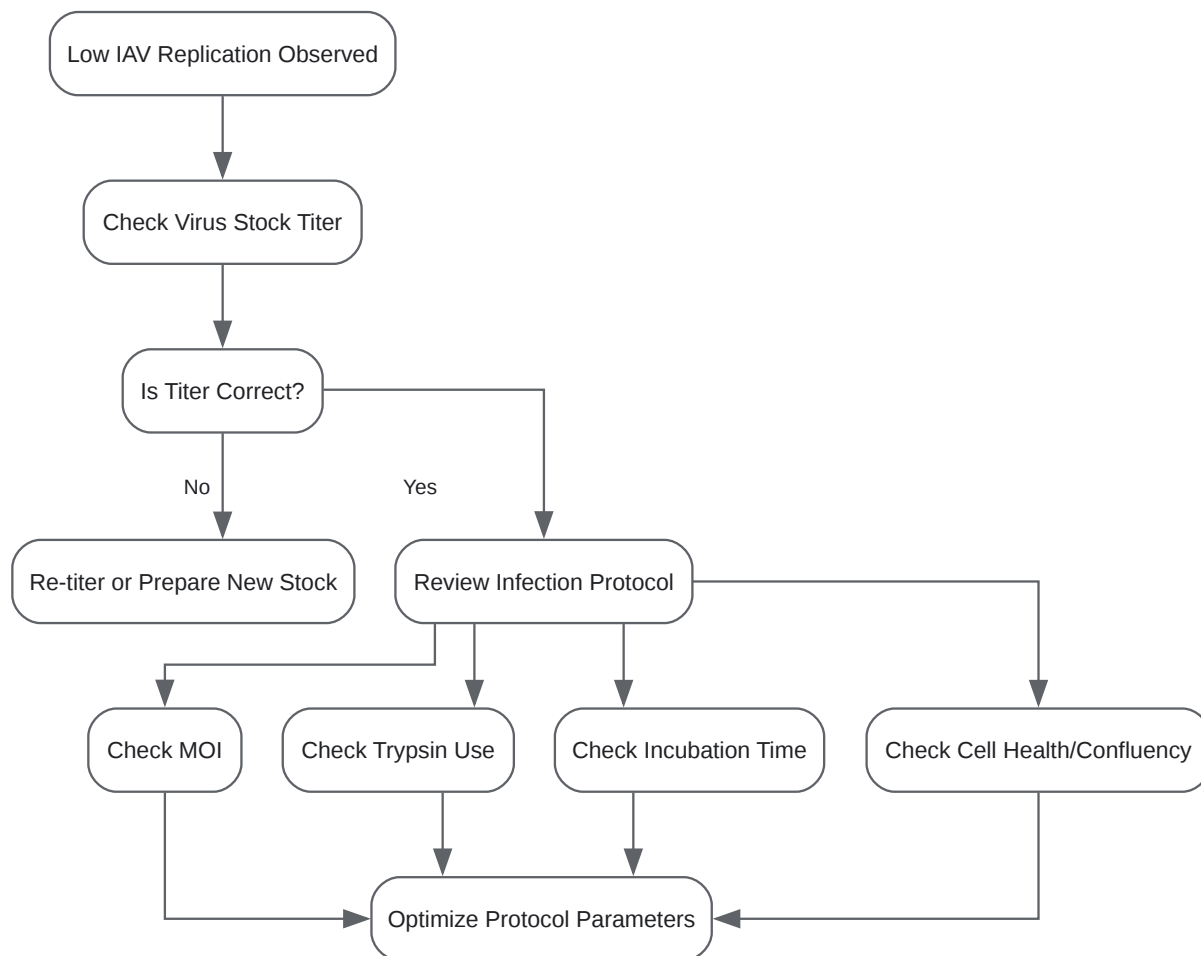 Low IAV Replication Observed
Check Virus Stock Titer
Is Titer Correct?
No
Yes
Re-titer or Prepare New Stock
Review Infection Protocol
Check MOI
Check Trypsin Use
Check Incubation Time
Check Cell Health/Confluency
Optimize Protocol Parameters